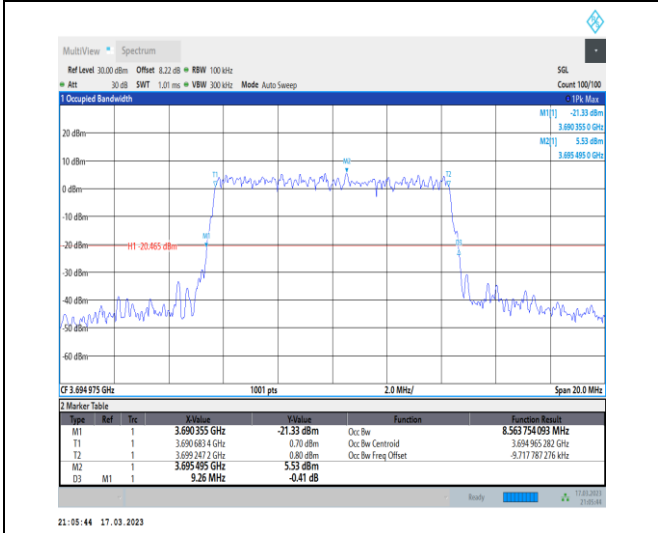 MultiView Spectrum
Ref Level 30.00 dBm Offset 8.22 dB RBW 100 kHz SGL
Att 30 dB SWT 1.01 ms VBW 300 kHz Mode Auto Sweep Count 100/100
1 Occupied Bandwidth 1Pk Max
M1[1] -21.33 dBm
3.690 355 0 GHz
M2[1] 5.53 dBm
3.695 495 0 GHz
20 dBm
10 dBm
M2
T1 T2
0 dBm
-10 dBm
M1
-20 dBm H1 -20.465 dBm
-30 dBm
-40 dBm
-50 dBm
-60 dBm
CF 3.694 975 GHz 1001 pts 2.0 MHz/ Span 20.0 MHz
2 Marker Table
Type Ref Trc X-Value Y-Value Function Function Result
M1 1 3.690 355 GHz -21.33 dBm Occ Bw 8.563 754 093 MHz
T1 1 3.690 683 4 GHz 0.70 dBm Occ Bw Centroid 3.694 965 282 GHz
T2 1 3.699 247 2 GHz 0.80 dBm Occ Bw Freq Offset -9.717 787 276 kHz
M2 1 3.695 495 GHz 5.53 dBm
D3 M1 1 9.26 MHz -0.41 dB
Ready 17.03.2023
21:05:44
21:05:44 17.03.2023